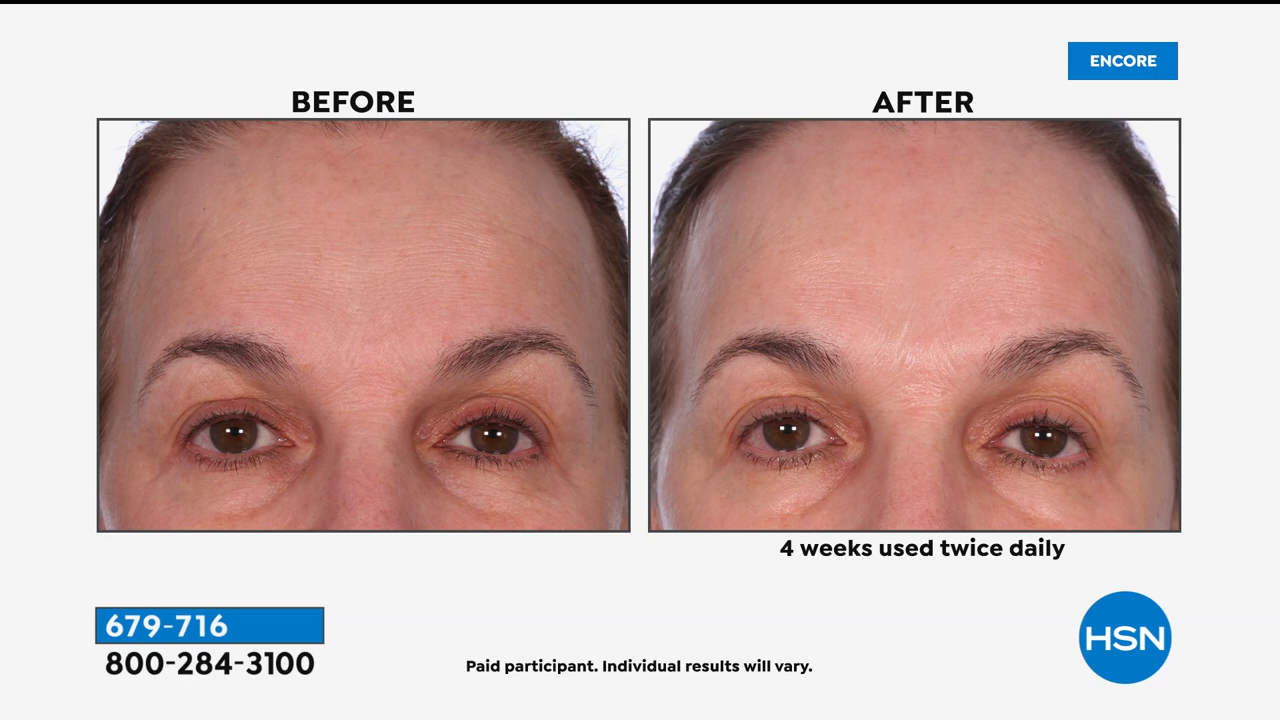 ENCORE
BEFORE
AFTER
4 weeks used twice daily
679-716
800-284-3100
Paid participant. Individual results will vary.
HSN